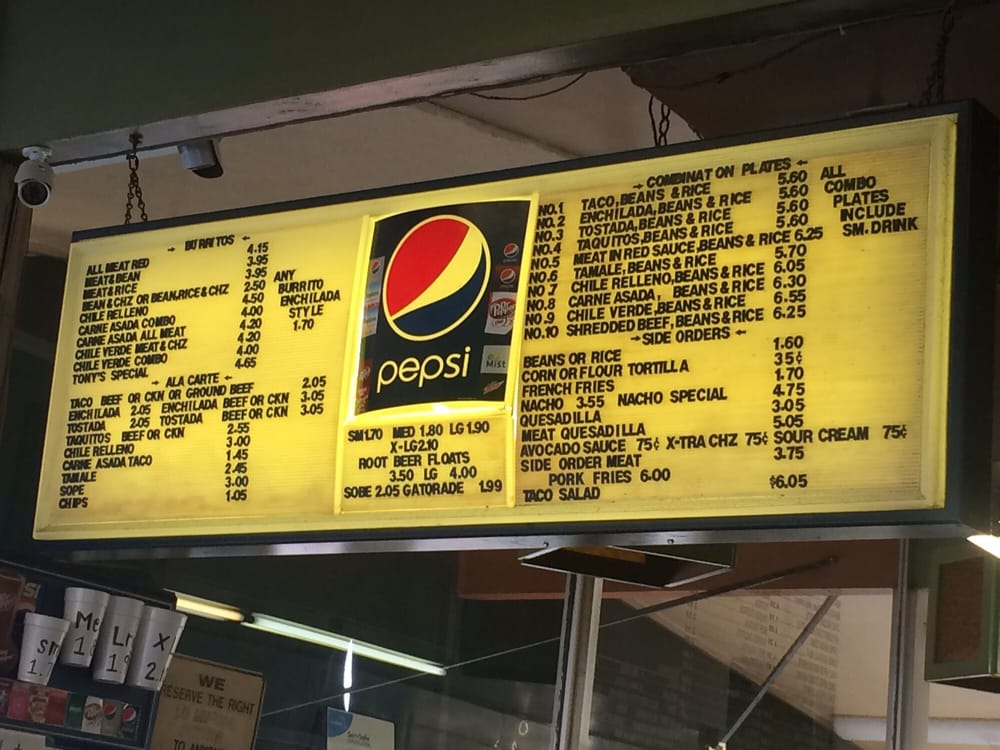 → BURRITOS ←
ALL MEAT RED 4.15
MEAT&BEAN 3.95
MEAT&RICE 3.95
BEAN&CHZ OR BEAN,RICE&CHZ 2.50
CHILE RELLENO 4.50
CARNE ASADA COMBO 4.00
CARNE ASADA ALL MEAT 4.20
CHILE VERDE MEAT&CHZ 4.20
CHILE VERDE COMBO 4.00
TONY'S SPECIAL 4.65
ANY
BURRITO
ENCHILADA
STYLE
1.70
→ ALA CARTE ←
TACO BEEF OR CKN OR GROUND BEEF 2.05
ENCHILADA 2.05 ENCHILADA BEEF OR CKN 3.05
TOSTADA 2.05 TOSTADA BEEF OR CKN 3.05
TAQUITOS BEEF OR CKN 2.55
CHILE RELLENO 3.00
CARNE ASADA TACO 1.45
TAMALE 2.45
SOPE 3.00
CHIPS 1.05
pepsi
Mist
SM1.70 MED 1.80 LG 1.90
X-LG2.10
ROOT BEER FLOATS
3.50 LG 4.00
SOBE 2.05 GATORADE 1.99
→ COMBINAT ON PLATES ←
NO.1 TACO,BEANS &RICE 5.60
NO.2 ENCHILADA,BEANS & RICE 5.60
NO.3 TOSTADA,BEANS & RICE 5.60
NO.4 TAQUITOS,BEANS & RICE 5.60
NO.5 MEAT IN RED SAUCE,BEANS & RICE 6.25
NO.6 TAMALE, BEANS & RICE 5.70
NO.7 CHILE RELLENO,BEANS & RICE 6.05
NO.8 CARNE ASADA, BEANS & RICE 6.30
NO.9 CHILE VERDE,BEANS & RICE 6.55
NO.10 SHREDDED BEEF, BEANS & RICE 6.25
ALL
COMBO
PLATES
INCLUDE
SM. DRINK
→SIDE ORDERS ←
BEANS OR RICE 1.60
CORN OR FLOUR TORTILLA 35¢
FRENCH FRIES 1.70
NACHO 3.55 NACHO SPECIAL 4.75
QUESADILLA 3.05
MEAT QUESADILLA 5.05
AVOCADO SAUCE 75¢ X-TRA CHZ 75¢ SOUR CREAM 75¢
SIDE ORDER MEAT 3.75
PORK FRIES 6.00
TACO SALAD $6.05
WE
RESERVE THE RIGHT